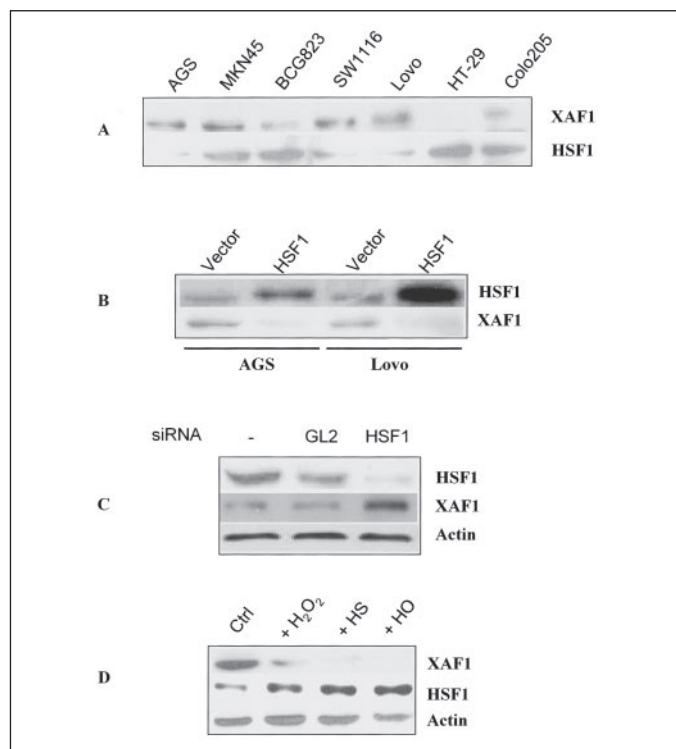 AGS MKN45 BCG823 SW1116 Lovo HT-29 Colo205
A XAF1
HSF1
Vector HSF1 Vector HSF1
B HSF1
XAF1
AGS Lovo
siRNA - GL2 HSF1
HSF1
C XAF1
Actin
Ctrl + H₂O₂ + HS + HO
XAF1
D HSF1
Actin